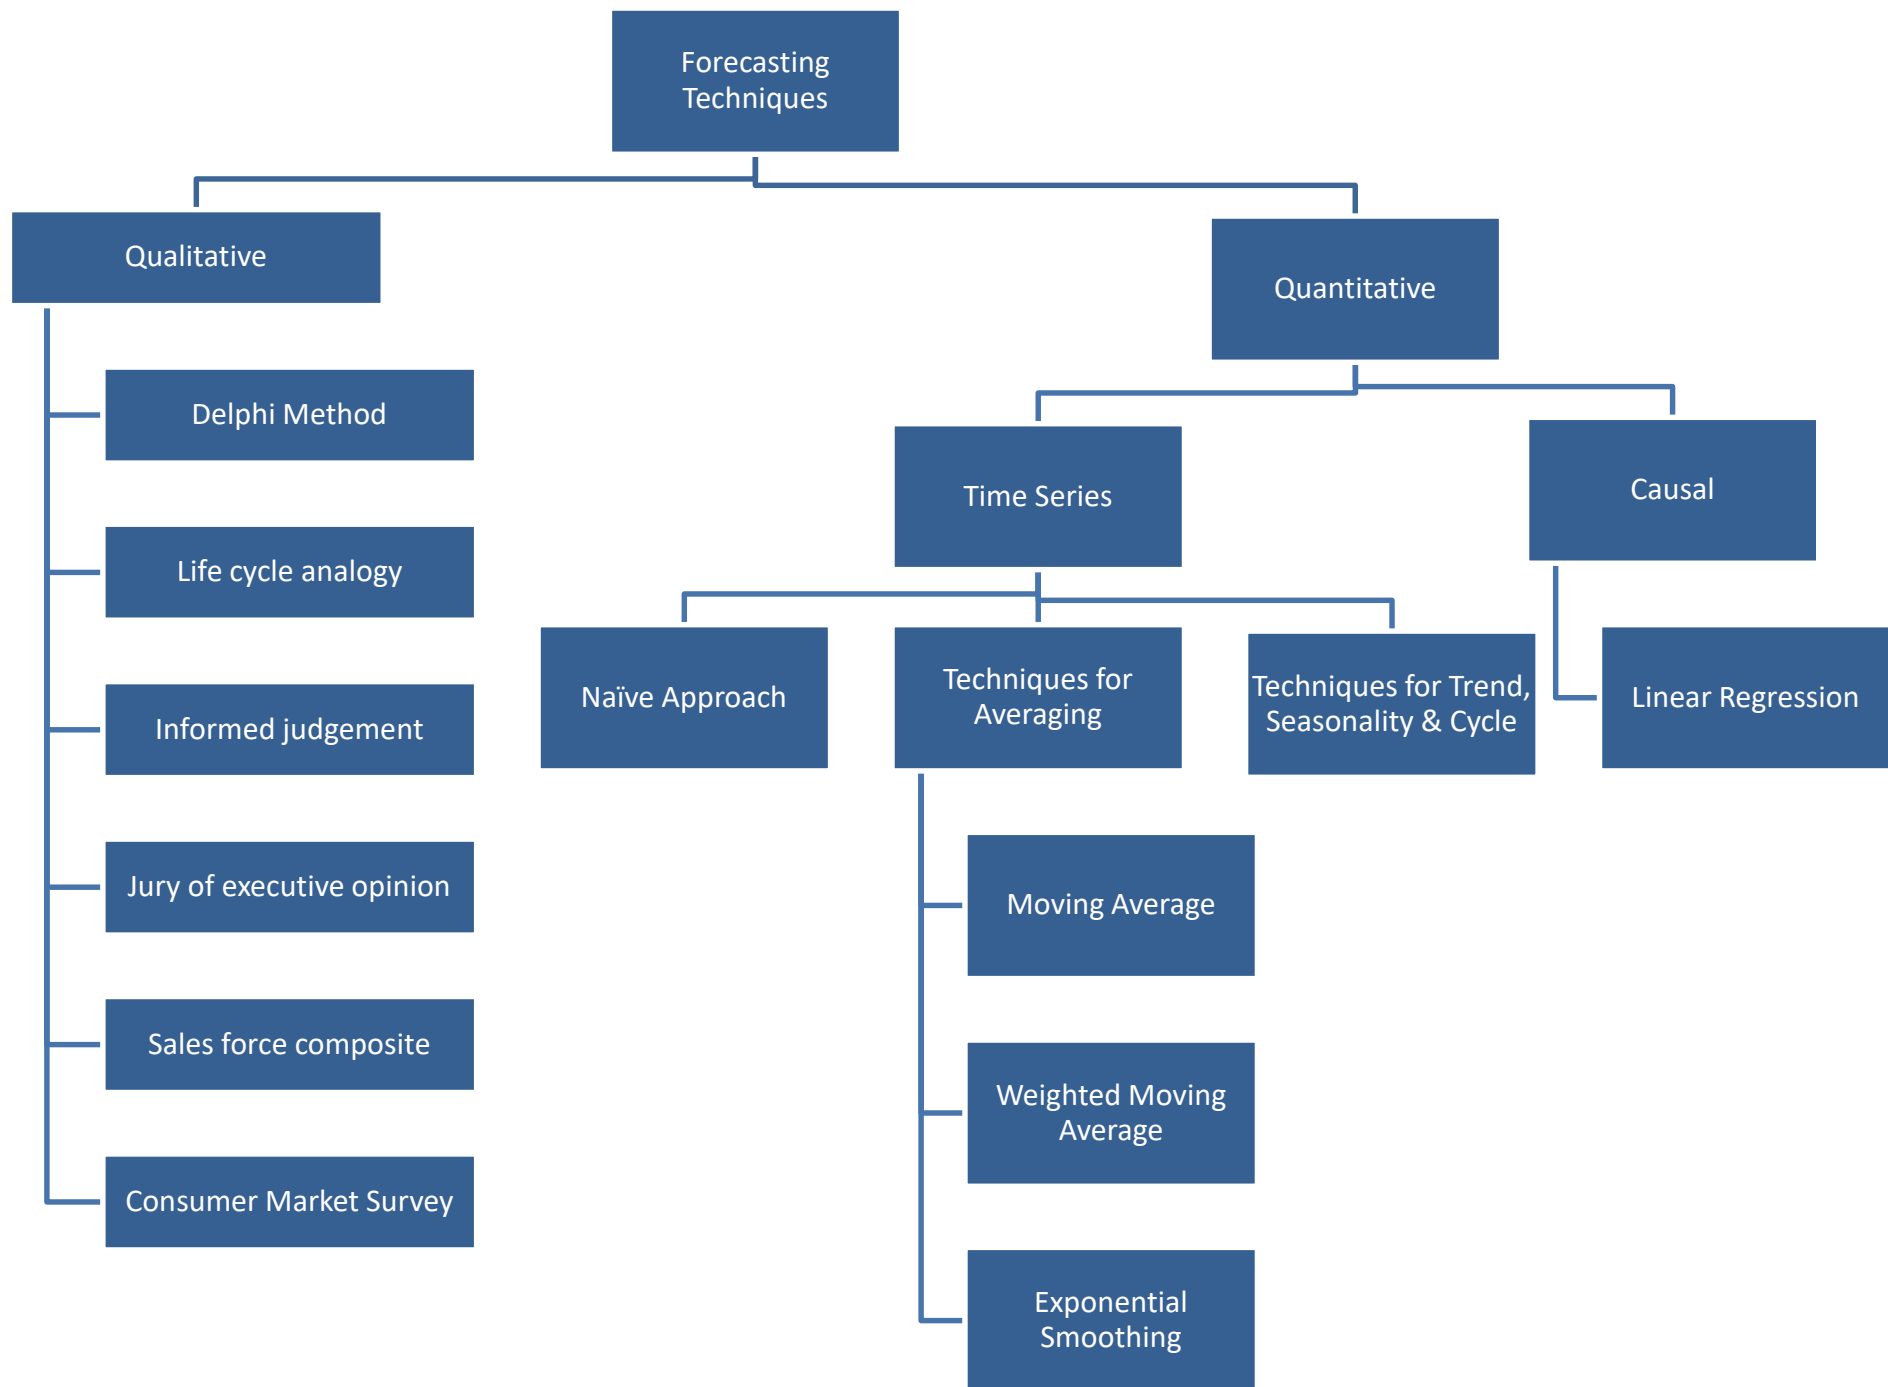 Forecasting
Techniques
Qualitative
Quantitative
Delphi Method
Life cycle analogy
Informed judgement
Jury of executive opinion
Sales force composite
Consumer Market Survey
Time Series
Causal
Naïve Approach
Techniques for
Averaging
Techniques for Trend,
Seasonality & Cycle
Linear Regression
Moving Average
Weighted Moving
Average
Exponential
Smoothing